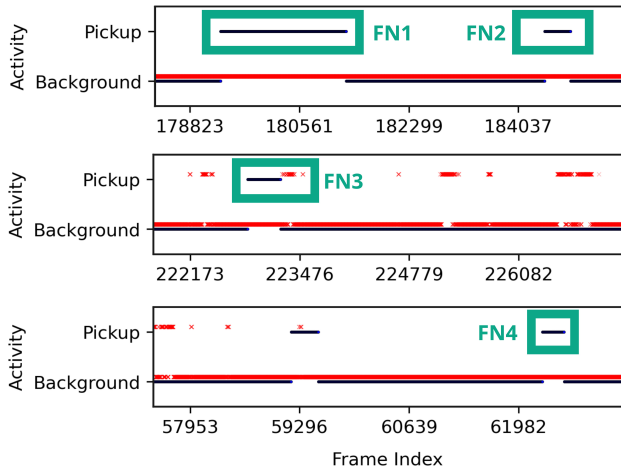 Activity
Pickup
FN1
FN2
Background
178823 180561 182299 184037
Activity
Pickup
FN3
Background
222173 223476 224779 226082
Activity
Pickup
FN4
Background
57953 59296 60639 61982
Frame Index